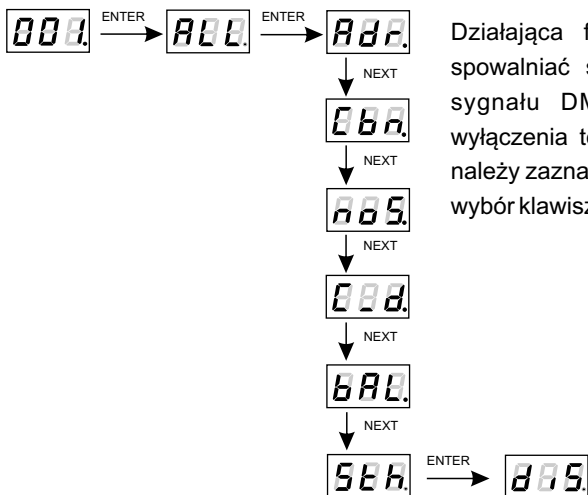 001. ENTER ALL. ENTER Adr.
NEXT
Cbn.
NEXT
noS.
NEXT
C_d.
NEXT
bAL.
NEXT
Sth. ENTER diS.
Działająca f
spowalniać s
sygnału DM
wyłączenia t
należy zazna
wybór klawisz